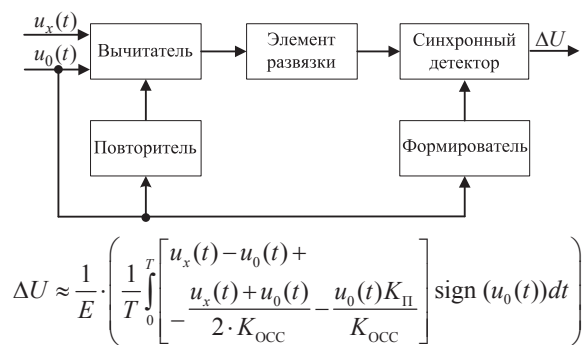 u_x(t)
u_0(t)
Вычитатель
Элемент
развязки
Синхронный
детектор
ΔU
Повторитель
Формирователь
ΔU ≈ 1/E · ( 1/T ∫_0^T [ u_x(t) − u_0(t) + − (u_x(t) + u_0(t))/(2 · K_ОСС) − (u_0(t)K_П)/K_ОСС ] sign (u_0(t))dt )